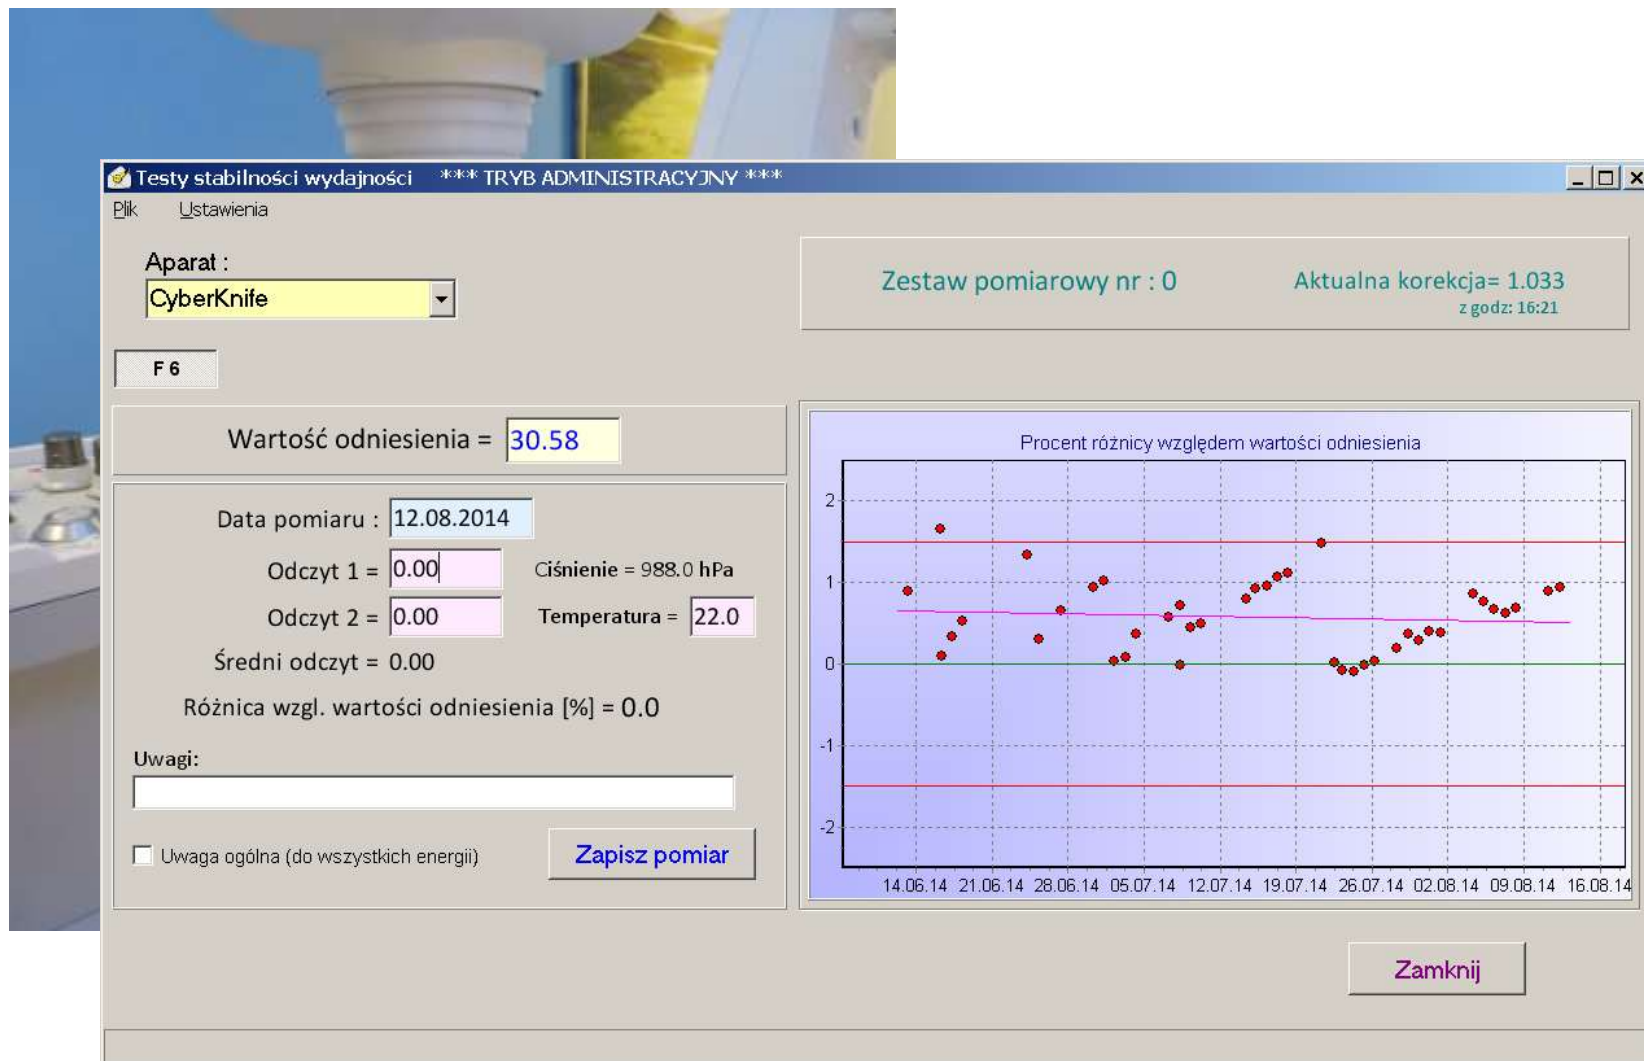 Testy stabilności wydajności *** TRYB ADMINISTRACYJNY ***
Plik Ustawienia
Aparat :
CyberKnife
Zestaw pomiarowy nr : 0 Aktualna korekcja= 1.033
z godz: 16:21
F 6
Wartość odniesienia = 30.58
Data pomiaru : 12.08.2014
Odczyt 1 = 0.00 Ciśnienie = 988.0 hPa
Odczyt 2 = 0.00 Temperatura = 22.0
Średni odczyt = 0.00
Różnica wzgl. wartości odniesienia [%] = 0.0
Uwagi:
Uwaga ogólna (do wszystkich energii) Zapisz pomiar
Procent różnicy względem wartości odniesienia
2
1
0
-1
-2
14.06.14 21.06.14 28.06.14 05.07.14 12.07.14 19.07.14 26.07.14 02.08.14 09.08.14 16.08.14
Zamknij